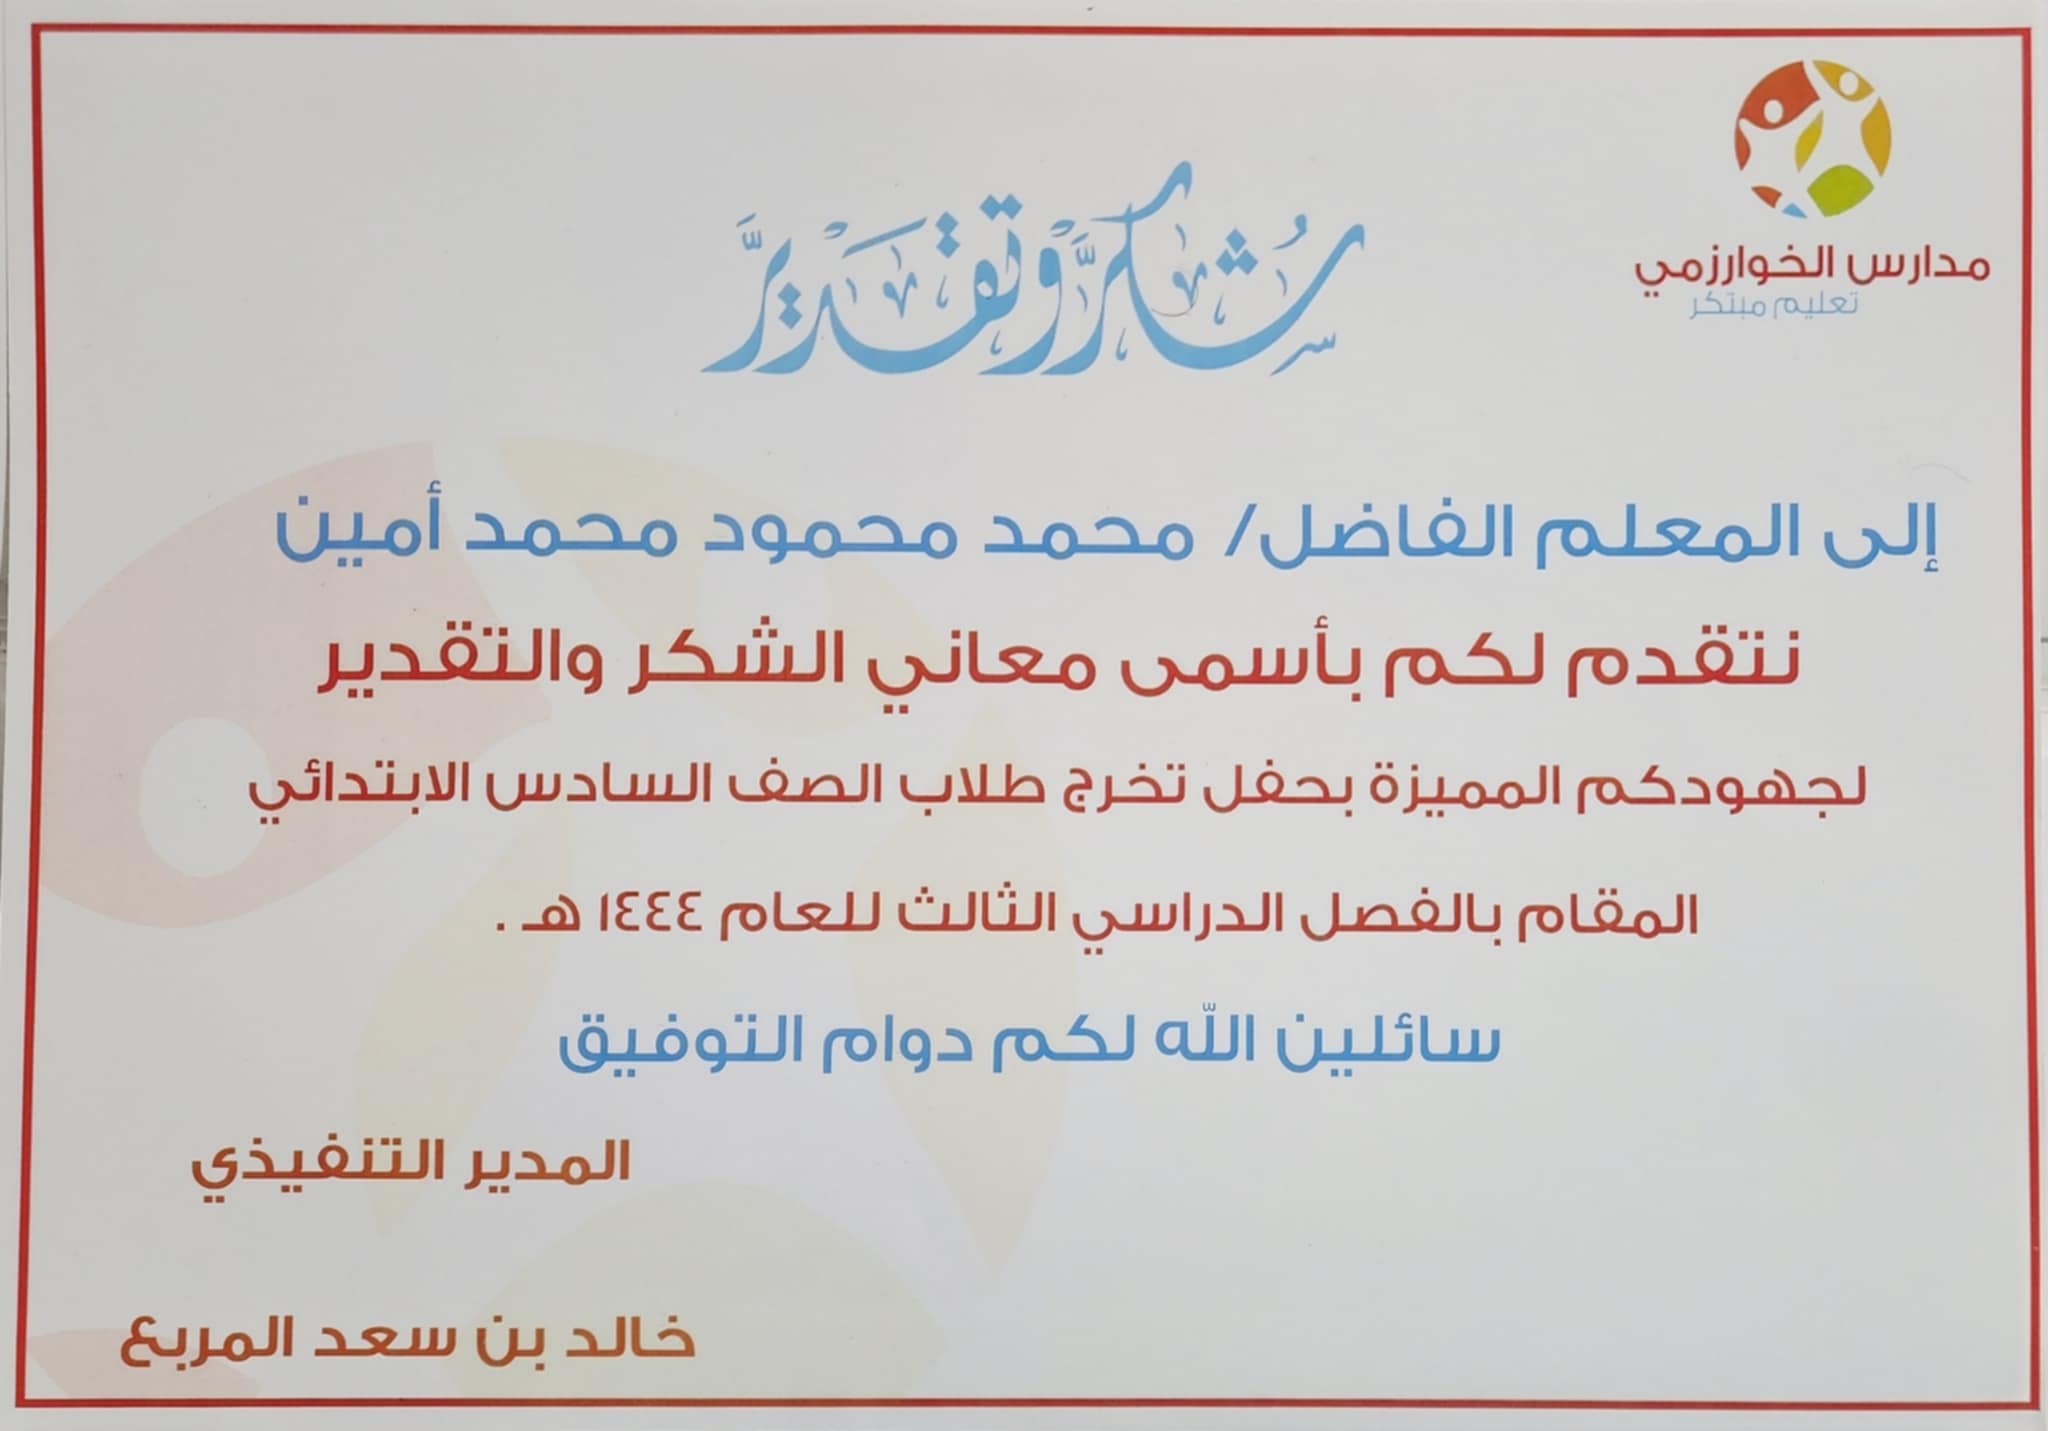 مدارس الخوارزمي
تعليم مبتكر
شُكرٌ وتقديرٌ
إلى المعلم الفاضل/ محمد محمود محمد أمين
نتقدم لكم بأسمى معاني الشكر والتقدير
لجهودكم المميزة بحفل تخرج طلاب الصف السادس الابتدائي
المقام بالفصل الدراسي الثالث للعام ١٤٤٤ هـ .
سائلين الله لكم دوام التوفيق
المدير التنفيذي
خالد بن سعد المربع